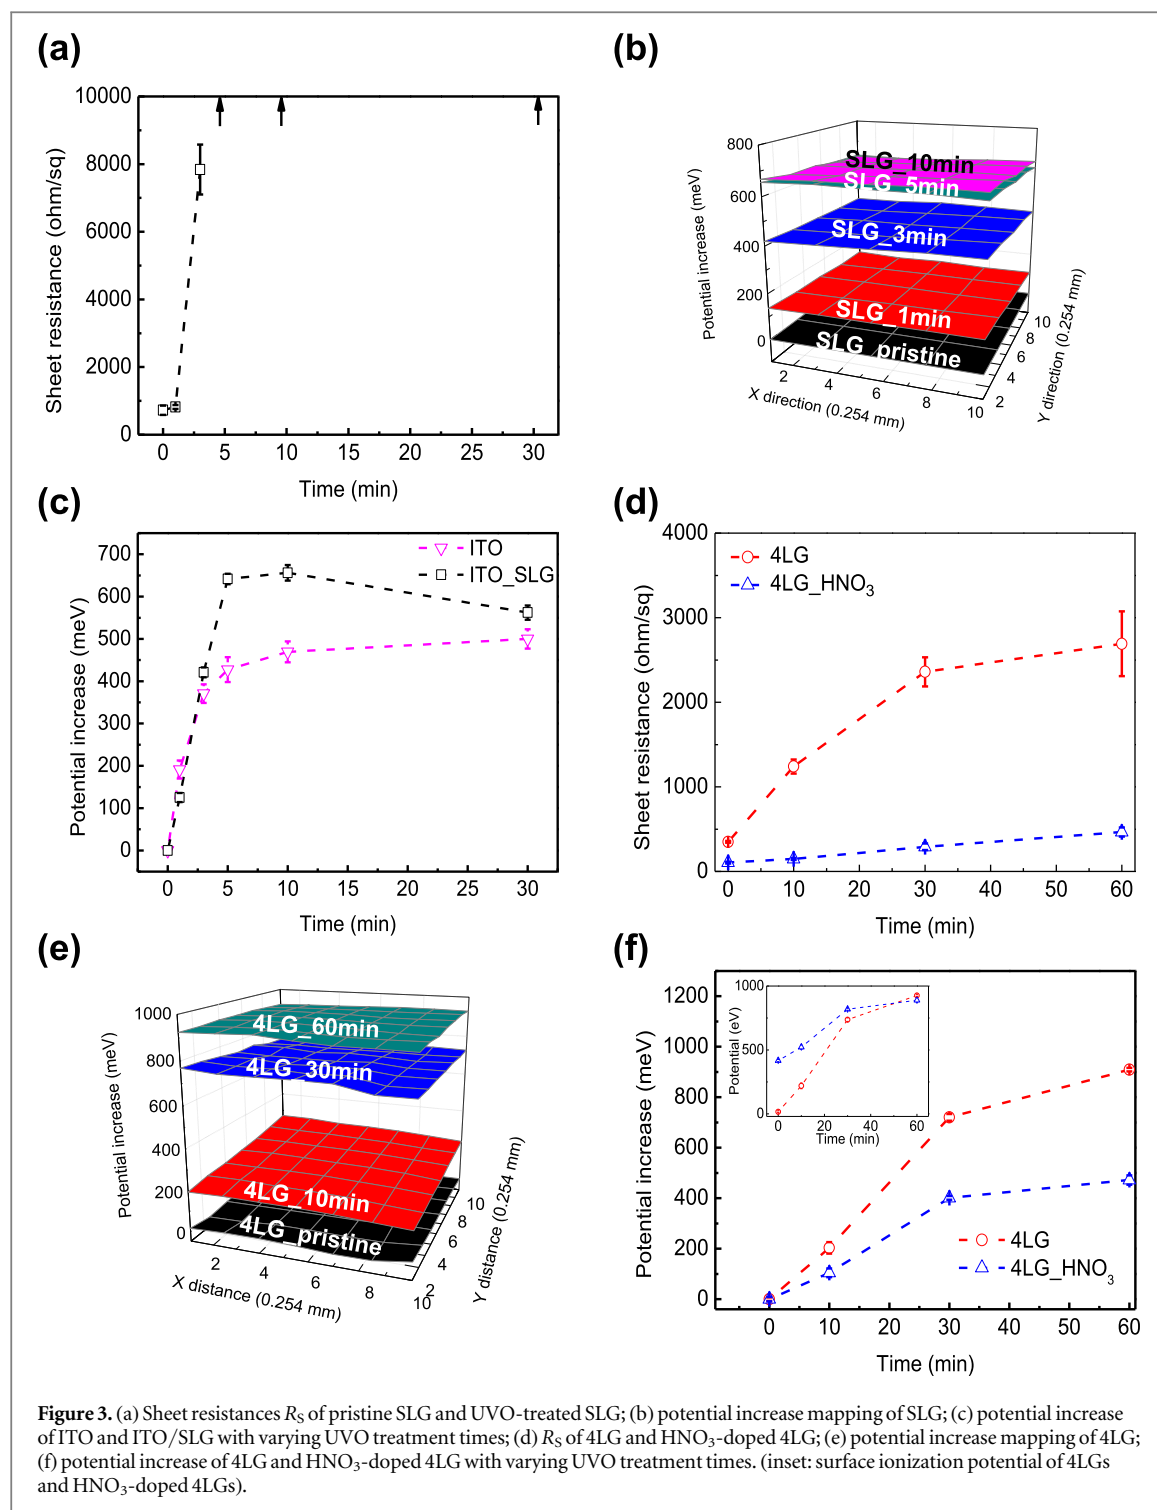 (a)
10000
8000
6000
4000
2000
0
Sheet resistance (ohm/sq)
0 5 10 15 20 25 30
Time (min)
(b)
800
600
400
200
0
Potential increase (meV)
SLG_10min
SLG_5min
SLG_3min
SLG_1min
SLG_pristine
2 4 6 8 10
X direction (0.254 mm)
2 4 6 8 10
Y direction (0.254 mm)
(c)
700
600
500
400
300
200
100
0
Potential increase (meV)
ITO
ITO_SLG
0 5 10 15 20 25 30
Time (min)
(d)
4000
3000
2000
1000
0
Sheet resistance (ohm/sq)
4LG
4LG_HNO₃
0 10 20 30 40 50 60
Time (min)
(e)
1000
800
600
400
200
0
Potential increase (meV)
4LG_60min
4LG_30min
4LG_10min
4LG_pristine
2 4 6 8 10
X distance (0.254 mm)
2 4 6 8 10
Y distance (0.254 mm)
(f)
1200
1000
800
600
400
200
0
Potential increase (meV)
1000
500
0
Potential (eV)
0 20 40 60
Time (min)
4LG
4LG_HNO₃
0 10 20 30 40 50 60
Time (min)
Figure 3. (a) Sheet resistances R_S of pristine SLG and UVO-treated SLG; (b) potential increase mapping of SLG; (c) potential increase
of ITO and ITO/SLG with varying UVO treatment times; (d) R_S of 4LG and HNO₃-doped 4LG; (e) potential increase mapping of 4LG;
(f) potential increase of 4LG and HNO₃-doped 4LG with varying UVO treatment times. (inset: surface ionization potential of 4LGs
and HNO₃-doped 4LGs).